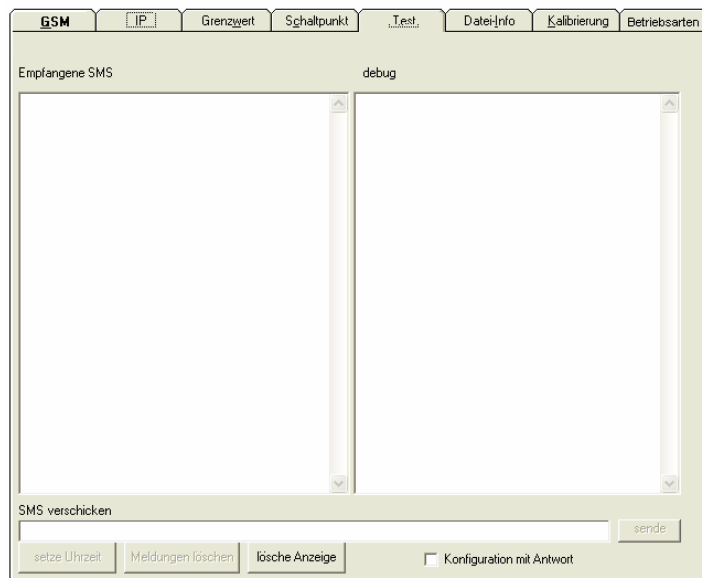 GSM IP Grenzwert Schaltpunkt Test Datei-Info Kalibrierung Betriebsarten
Empfangene SMS debug
SMS verschicken
sende
setze Uhrzeit Meldungen löschen lösche Anzeige Konfiguration mit Antwort